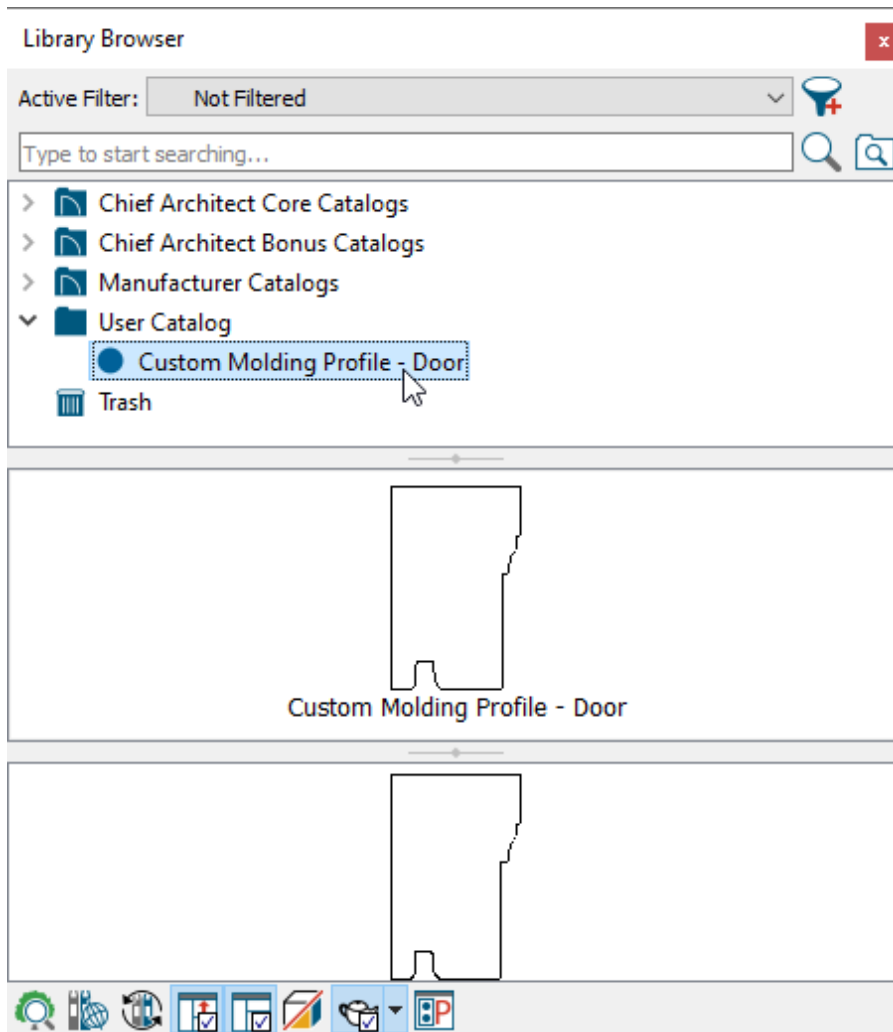 Library Browser
x
Active Filter: Not Filtered
Type to start searching...
Chief Architect Core Catalogs
Chief Architect Bonus Catalogs
Manufacturer Catalogs
User Catalog
Custom Molding Profile - Door
Trash
Custom Molding Profile - Door
P